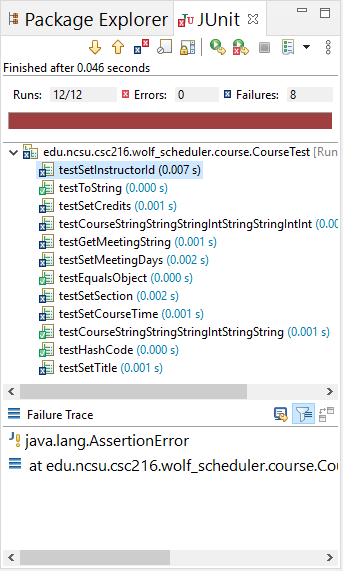 Package Explorer JUnit
Finished after 0.046 seconds
Runs: 12/12 Errors: 0 Failures: 8
edu.ncsu.csc216.wolf_scheduler.course.CourseTest [Run
testSetInstructorId (0.007 s)
testToString (0.000 s)
testSetCredits (0.001 s)
testCourseStringStringStringIntStringStringIntInt (0.000
testGetMeetingString (0.001 s)
testSetMeetingDays (0.002 s)
testEqualsObject (0.000 s)
testSetSection (0.002 s)
testSetCourseTime (0.001 s)
testCourseStringStringStringIntStringString (0.001 s)
testHashCode (0.000 s)
testSetTitle (0.001 s)
Failure Trace
java.lang.AssertionError
at edu.ncsu.csc216.wolf_scheduler.course.Cou